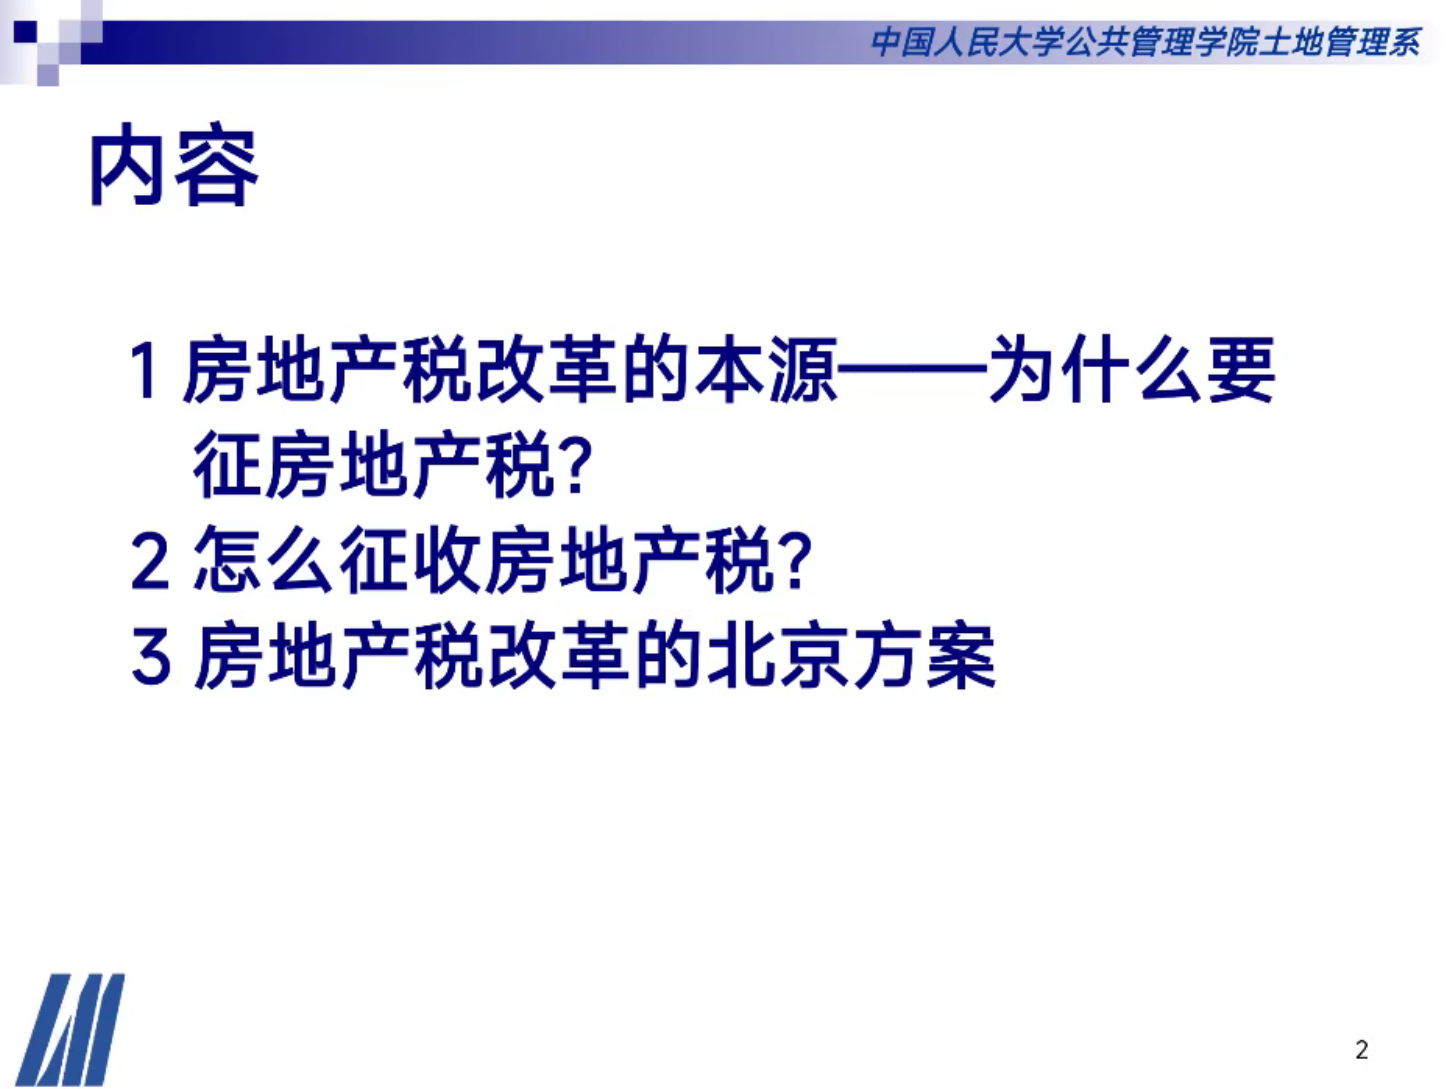 中国人民大学公共管理学院土地管理系
内容
1 房地产税改革的本源——为什么要
征房地产税?
2 怎么征收房地产税?
3 房地产税改革的北京方案
2